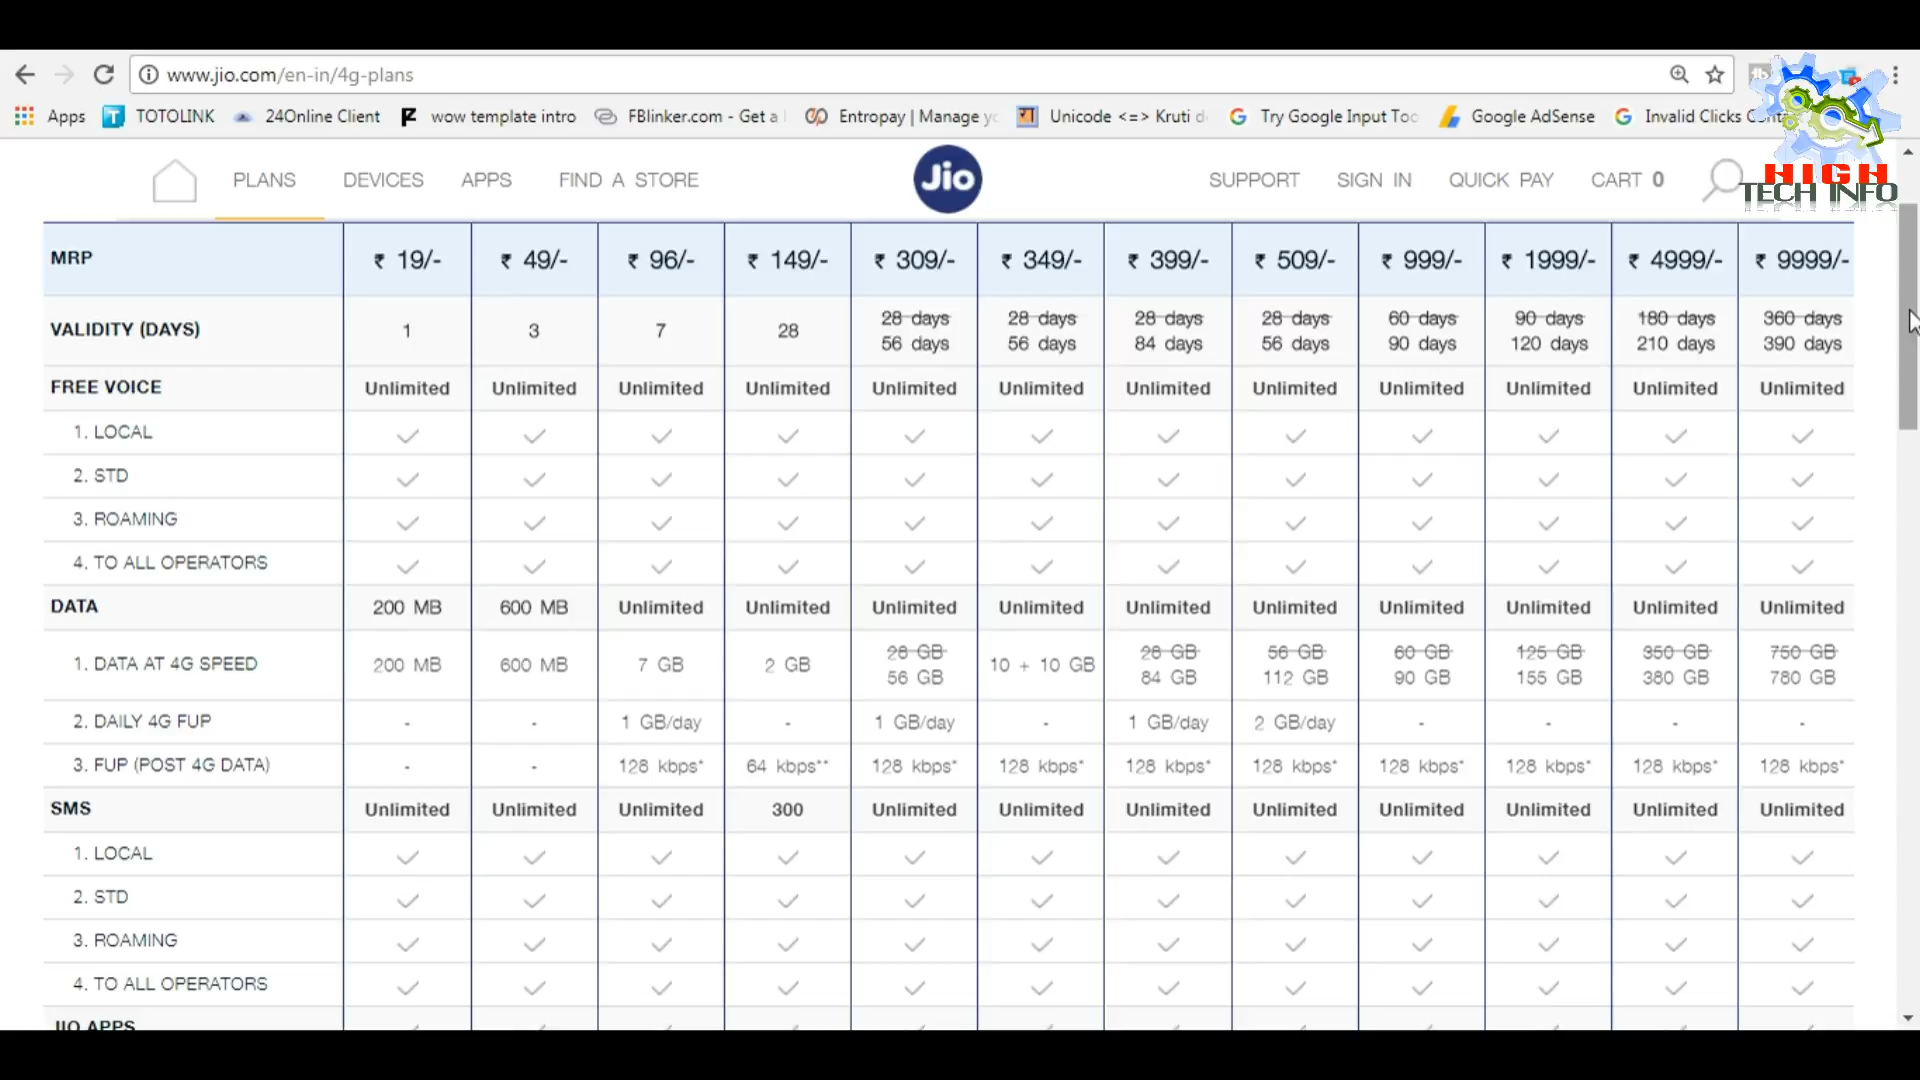 www.jio.com/en-in/4g-plans
Apps TOTOLINK 24Online Client wow template intro FBlinker.com - Get a Entropay | Manage yo Unicode <=> Kruti d Try Google Input Too Google AdSense Invalid Clicks Conta
PLANS DEVICES APPS FIND A STORE Jio SUPPORT SIGN IN QUICK PAY CART 0
HIGH
TECH INFO
MRP ₹ 19/- ₹ 49/- ₹ 96/- ₹ 149/- ₹ 309/- ₹ 349/- ₹ 399/- ₹ 509/- ₹ 999/- ₹ 1999/- ₹ 4999/- ₹ 9999/-
28 days 28 days 28 days 28 days 60 days 90 days 180 days 360 days
VALIDITY (DAYS) 1 3 7 28
56 days 56 days 84 days 56 days 90 days 120 days 210 days 390 days
FREE VOICE Unlimited Unlimited Unlimited Unlimited Unlimited Unlimited Unlimited Unlimited Unlimited Unlimited Unlimited Unlimited
1. LOCAL
2. STD
3. ROAMING
4. TO ALL OPERATORS
DATA 200 MB 600 MB Unlimited Unlimited Unlimited Unlimited Unlimited Unlimited Unlimited Unlimited Unlimited Unlimited
28 GB 28 GB 56 GB 60 GB 125 GB 350 GB 750 GB
1. DATA AT 4G SPEED 200 MB 600 MB 7 GB 2 GB 10 + 10 GB
56 GB 84 GB 112 GB 90 GB 155 GB 380 GB 780 GB
2. DAILY 4G FUP - - 1 GB/day - 1 GB/day - 1 GB/day 2 GB/day - - - -
3. FUP (POST 4G DATA) - - 128 kbps* 64 kbps** 128 kbps* 128 kbps* 128 kbps* 128 kbps* 128 kbps* 128 kbps* 128 kbps* 128 kbps*
SMS Unlimited Unlimited Unlimited 300 Unlimited Unlimited Unlimited Unlimited Unlimited Unlimited Unlimited Unlimited
1. LOCAL
2. STD
3. ROAMING
4. TO ALL OPERATORS
JIO APPS